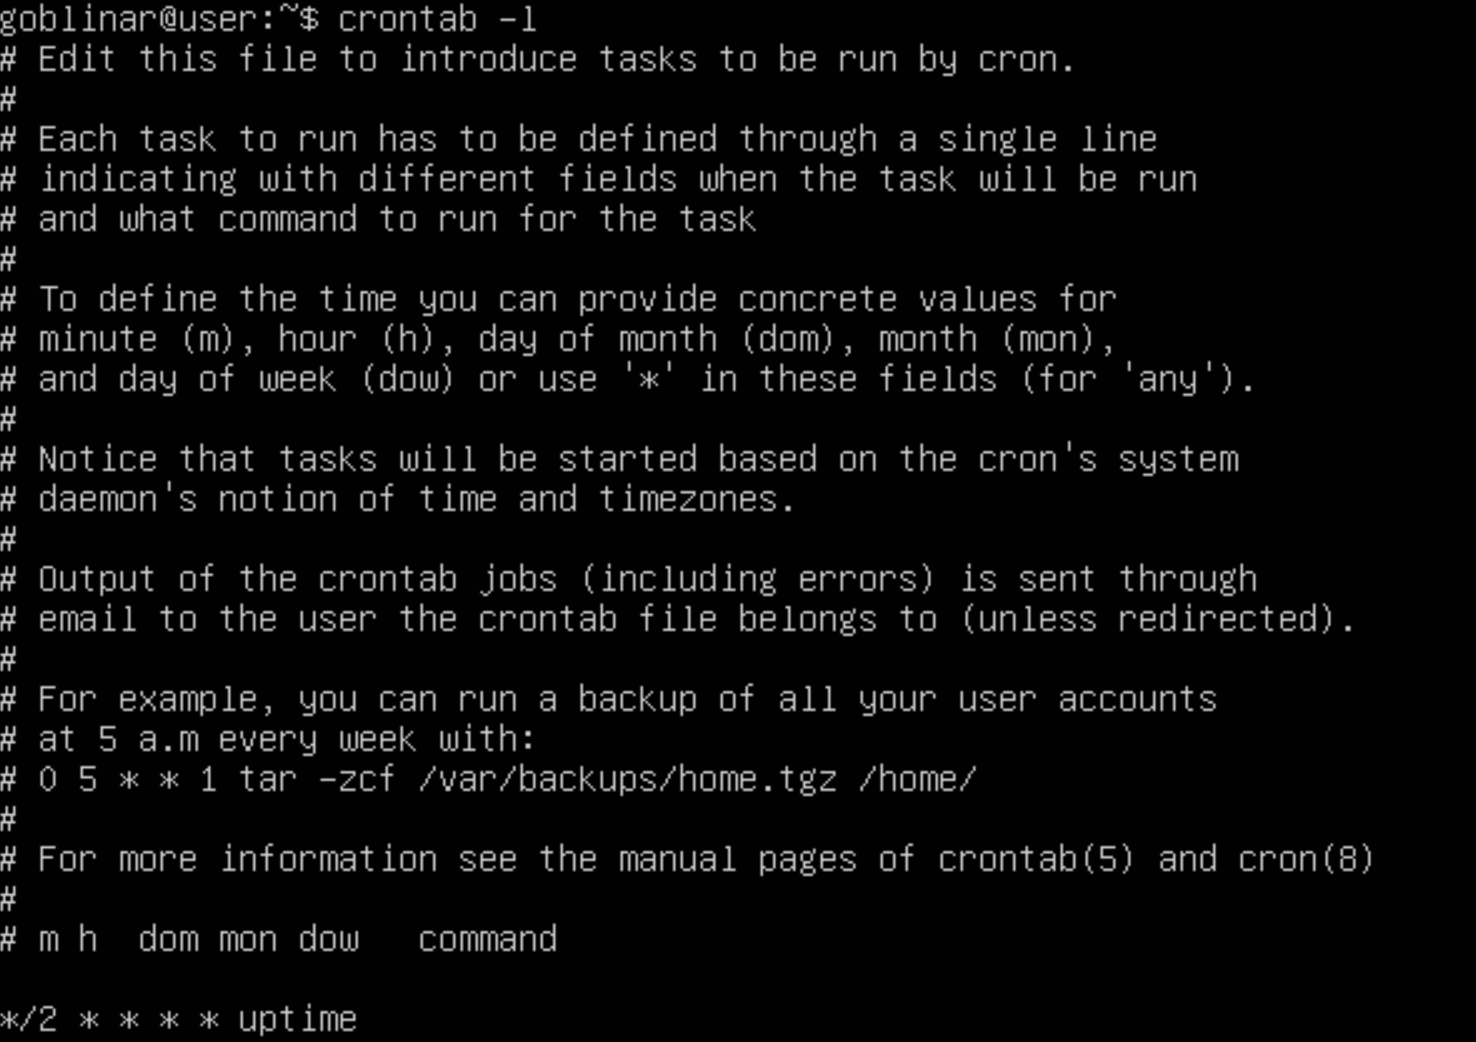 goblinar@user:~$ crontab -l
# Edit this file to introduce tasks to be run by cron.
#
# Each task to run has to be defined through a single line
# indicating with different fields when the task will be run
# and what command to run for the task
#
# To define the time you can provide concrete values for
# minute (m), hour (h), day of month (dom), month (mon),
# and day of week (dow) or use '*' in these fields (for 'any').
#
# Notice that tasks will be started based on the cron's system
# daemon's notion of time and timezones.
#
# Output of the crontab jobs (including errors) is sent through
# email to the user the crontab file belongs to (unless redirected).
#
# For example, you can run a backup of all your user accounts
# at 5 a.m every week with:
# 0 5 * * 1 tar -zcf /var/backups/home.tgz /home/
#
# For more information see the manual pages of crontab(5) and cron(8)
#
# m h  dom mon dow   command

*/2 * * * * uptime